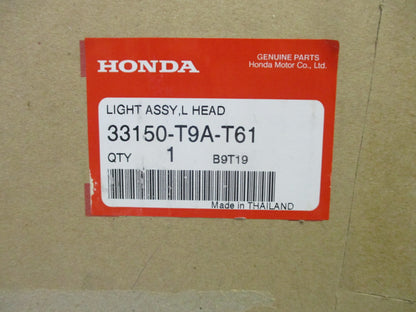 HONDA
GENUINE PARTS
Honda Motor Co., Ltd.
LIGHT ASSY,L HEAD
33150-T9A-T61
QTY 1 B9T19
Made in THAILAND